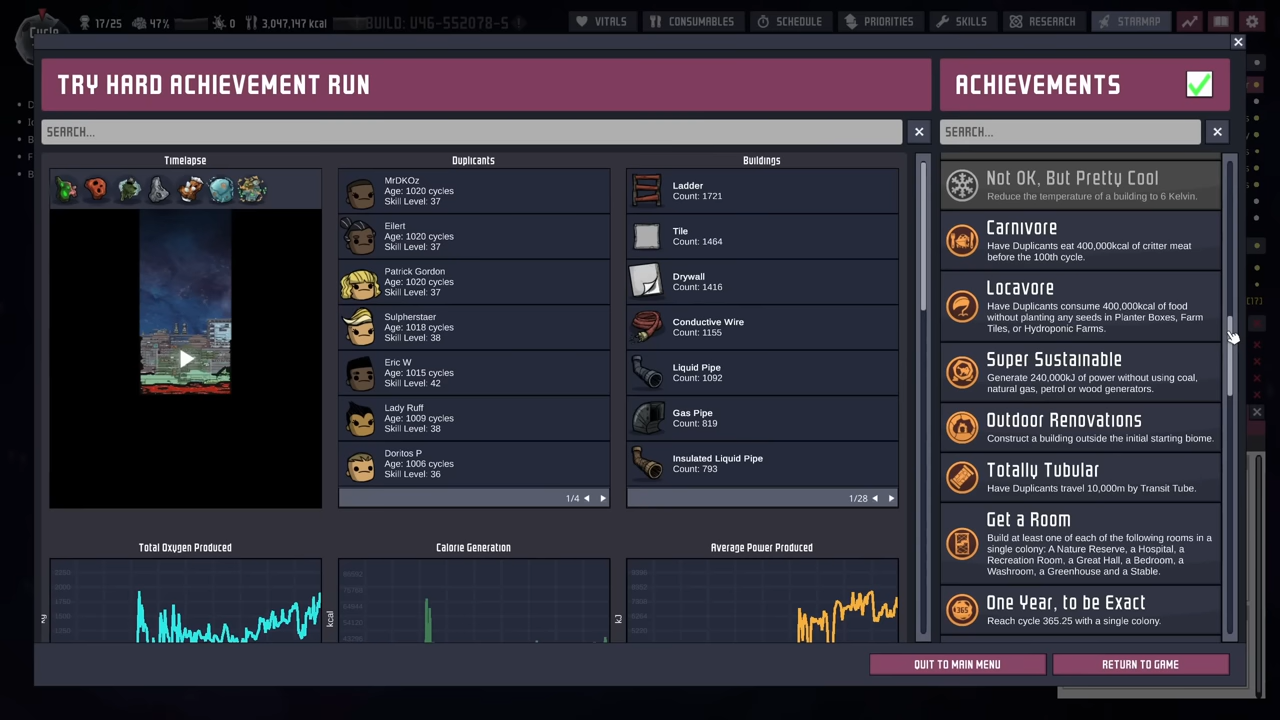 17/25
47%
0
3,047,147 kcal
BUILD: U46-552078-S
VITALS
CONSUMABLES
SCHEDULE
PRIORITIES
SKILLS
RESEARCH
STARMAP
Cycle
TRY HARD ACHIEVEMENT RUN
ACHIEVEMENTS
SEARCH...
SEARCH...
Timelapse
Duplicants
Buildings
MrDKOz
Age: 1020 cycles
Skill Level: 37
Eilert
Age: 1020 cycles
Skill Level: 37
Patrick Gordon
Age: 1020 cycles
Skill Level: 37
Sulpherstaer
Age: 1018 cycles
Skill Level: 38
Eric W
Age: 1015 cycles
Skill Level: 42
Lady Ruff
Age: 1009 cycles
Skill Level: 38
Doritos P
Age: 1006 cycles
Skill Level: 36
1/4
Ladder
Count: 1721
Tile
Count: 1464
Drywall
Count: 1416
Conductive Wire
Count: 1155
Liquid Pipe
Count: 1092
Gas Pipe
Count: 819
Insulated Liquid Pipe
Count: 793
1/28
Not OK, But Pretty Cool
Reduce the temperature of a building to 6 Kelvin.
Carnivore
Have Duplicants eat 400,000kcal of critter meat
before the 100th cycle.
Locavore
Have Duplicants consume 400,000kcal of food
without planting any seeds in Planter Boxes, Farm
Tiles, or Hydroponic Farms.
Super Sustainable
Generate 240,000kJ of power without using coal,
natural gas, petrol or wood generators.
Outdoor Renovations
Construct a building outside the initial starting biome.
Totally Tubular
Have Duplicants travel 10,000m by Transit Tube.
Get a Room
Build at least one of each of the following rooms in a
single colony: A Nature Reserve, a Hospital, a
Recreation Room, a Great Hall, a Bedroom, a
Washroom, a Greenhouse and a Stable.
365
One Year, to be Exact
Reach cycle 365.25 with a single colony.
Total Oxygen Produced
Calorie Generation
Average Power Produced
kcal
kJ
QUIT TO MAIN MENU
RETURN TO GAME